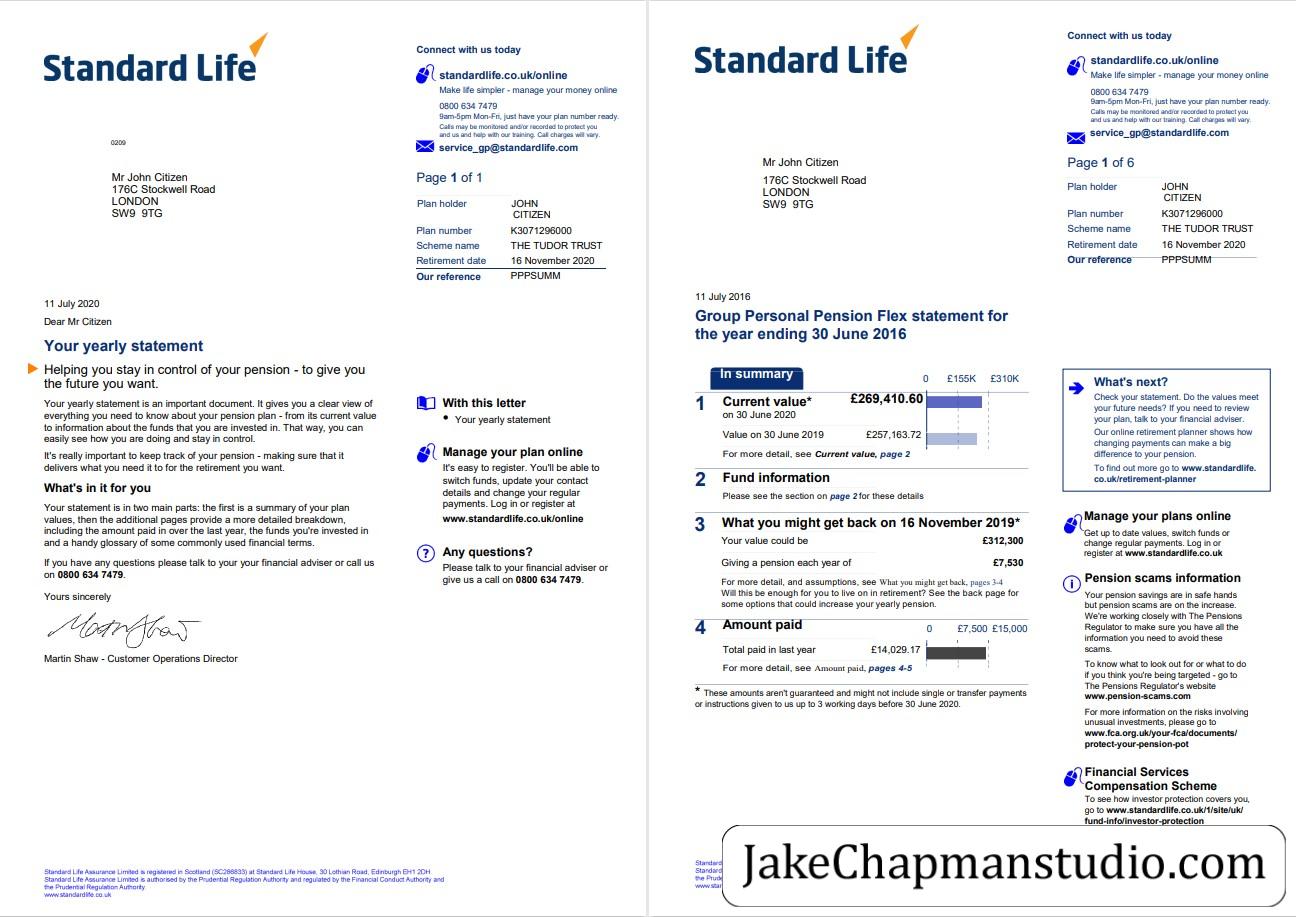 Standard Life
Connect with us today
standardlife.co.uk/online
Make life simpler - manage your money online
0800 634 7479
9am-5pm Mon-Fri, just have your plan number ready.
Calls may be monitored and/or recorded to protect you
and us and help with our training. Call charges will vary.
service_gp@standardlife.com
0209
Mr John Citizen
176C Stockwell Road
LONDON
SW9 9TG
Page 1 of 1
Plan holder JOHN
CITIZEN
Plan number K3071296000
Scheme name THE TUDOR TRUST
Retirement date 16 November 2020
Our reference PPPSUMM
11 July 2020
Dear Mr Citizen
Your yearly statement
Helping you stay in control of your pension - to give you
the future you want.
Your yearly statement is an important document. It gives you a clear view of
everything you need to know about your pension plan - from its current value
to information about the funds that you are invested in. That way, you can
easily see how you are doing and stay in control.
It's really important to keep track of your pension - making sure that it
delivers what you need it to for the retirement you want.
What's in it for you
Your statement is in two main parts: the first is a summary of your plan
values, then the additional pages provide a more detailed breakdown,
including the amount paid in over the last year, the funds you're invested in
and a handy glossary of some commonly used financial terms.
If you have any questions please talk to your your financial adviser or call us
on 0800 634 7479.
Yours sincerely
Martin Shaw - Customer Operations Director
With this letter
• Your yearly statement
Manage your plan online
It's easy to register. You'll be able to
switch funds, update your contact
details and change your regular
payments. Log in or register at
www.standardlife.co.uk/online
Any questions?
Please talk to your financial adviser or
give us a call on 0800 634 7479.
Standard Life Assurance Limited is registered in Scotland (SC286833) at Standard Life House, 30 Lothian Road, Edinburgh EH1 2DH.
Standard Life Assurance Limited is authorised by the Prudential Regulation Authority and regulated by the Financial Conduct Authority and
the Prudential Regulation Authority.
www.standardlife.co.uk
Standard Life
Connect with us today
standardlife.co.uk/online
Make life simpler - manage your money online
0800 634 7479
9am-5pm Mon-Fri, just have your plan number ready.
Calls may be monitored and/or recorded to protect you
and us and help with our training. Call charges will vary.
service_gp@standardlife.com
Mr John Citizen
176C Stockwell Road
LONDON
SW9 9TG
Page 1 of 6
Plan holder JOHN
CITIZEN
Plan number K3071296000
Scheme name THE TUDOR TRUST
Retirement date 16 November 2020
Our reference PPPSUMM
11 July 2016
Group Personal Pension Flex statement for
the year ending 30 June 2016
In summary
0 £155K £310K
1 Current value* £269,410.60
on 30 June 2020
Value on 30 June 2019 £257,163.72
For more detail, see Current value, page 2
2 Fund information
Please see the section on page 2 for these details
3 What you might get back on 16 November 2019*
Your value could be £312,300
Giving a pension each year of £7,530
For more detail, and assumptions, see What you might get back, pages 3-4
Will this be enough for you to live on in retirement? See the back page for
some options that could increase your yearly pension.
4 Amount paid 0 £7,500 £15,000
Total paid in last year £14,029.17
For more detail, see Amount paid, pages 4-5
* These amounts aren't guaranteed and might not include single or transfer payments
or instructions given to us up to 3 working days before 30 June 2020.
What's next?
Check your statement. Do the values meet
your future needs? If you need to review
your plan, talk to your financial adviser.
Our online retirement planner shows how
changing payments can make a big
difference to your pension.
To find out more go to www.standardlife.
co.uk/retirement-planner
Manage your plans online
Get up to date values, switch funds or
change regular payments. Log in or
register at www.standardlife.co.uk
Pension scams information
Your pension savings are in safe hands
but pension scams are on the increase.
We're working closely with The Pensions
Regulator to make sure you have all the
information you need to avoid these
scams.
To know what to look out for or what to do
if you think you're being targeted - go to
The Pensions Regulator's website
www.pension-scams.com
For more information on the risks involving
unusual investments, please go to
www.fca.org.uk/your-fca/documents/
protect-your-pension-pot
Financial Services
Compensation Scheme
To see how investor protection covers you,
go to www.standardlife.co.uk/1/site/uk/
fund-info/investor-protection
Standard
Standard
the Pru
www.star
JakeChapmanstudio.com